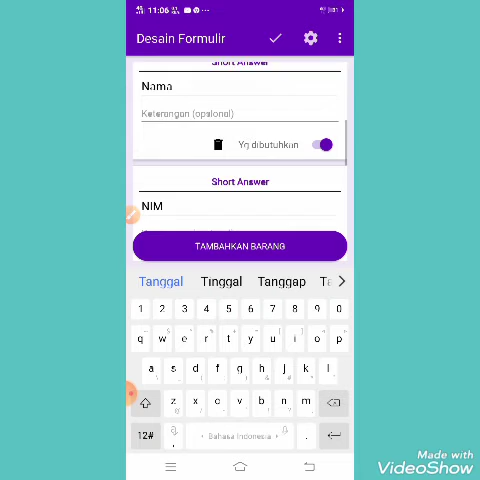 11:06
Desain Formulir
Short Answer
Nama
Keterangan (opsional)
Yg dibutuhkan
Short Answer
NIM
TAMBAHKAN BARANG
Tanggal Tinggal Tanggap
1 2 3 4 5 6 7 8 9 0
q w e r t y u i o p
a s d f g h j k l
z x c v b n m
12# , Bahasa Indonesia .
Made with
VideoShow